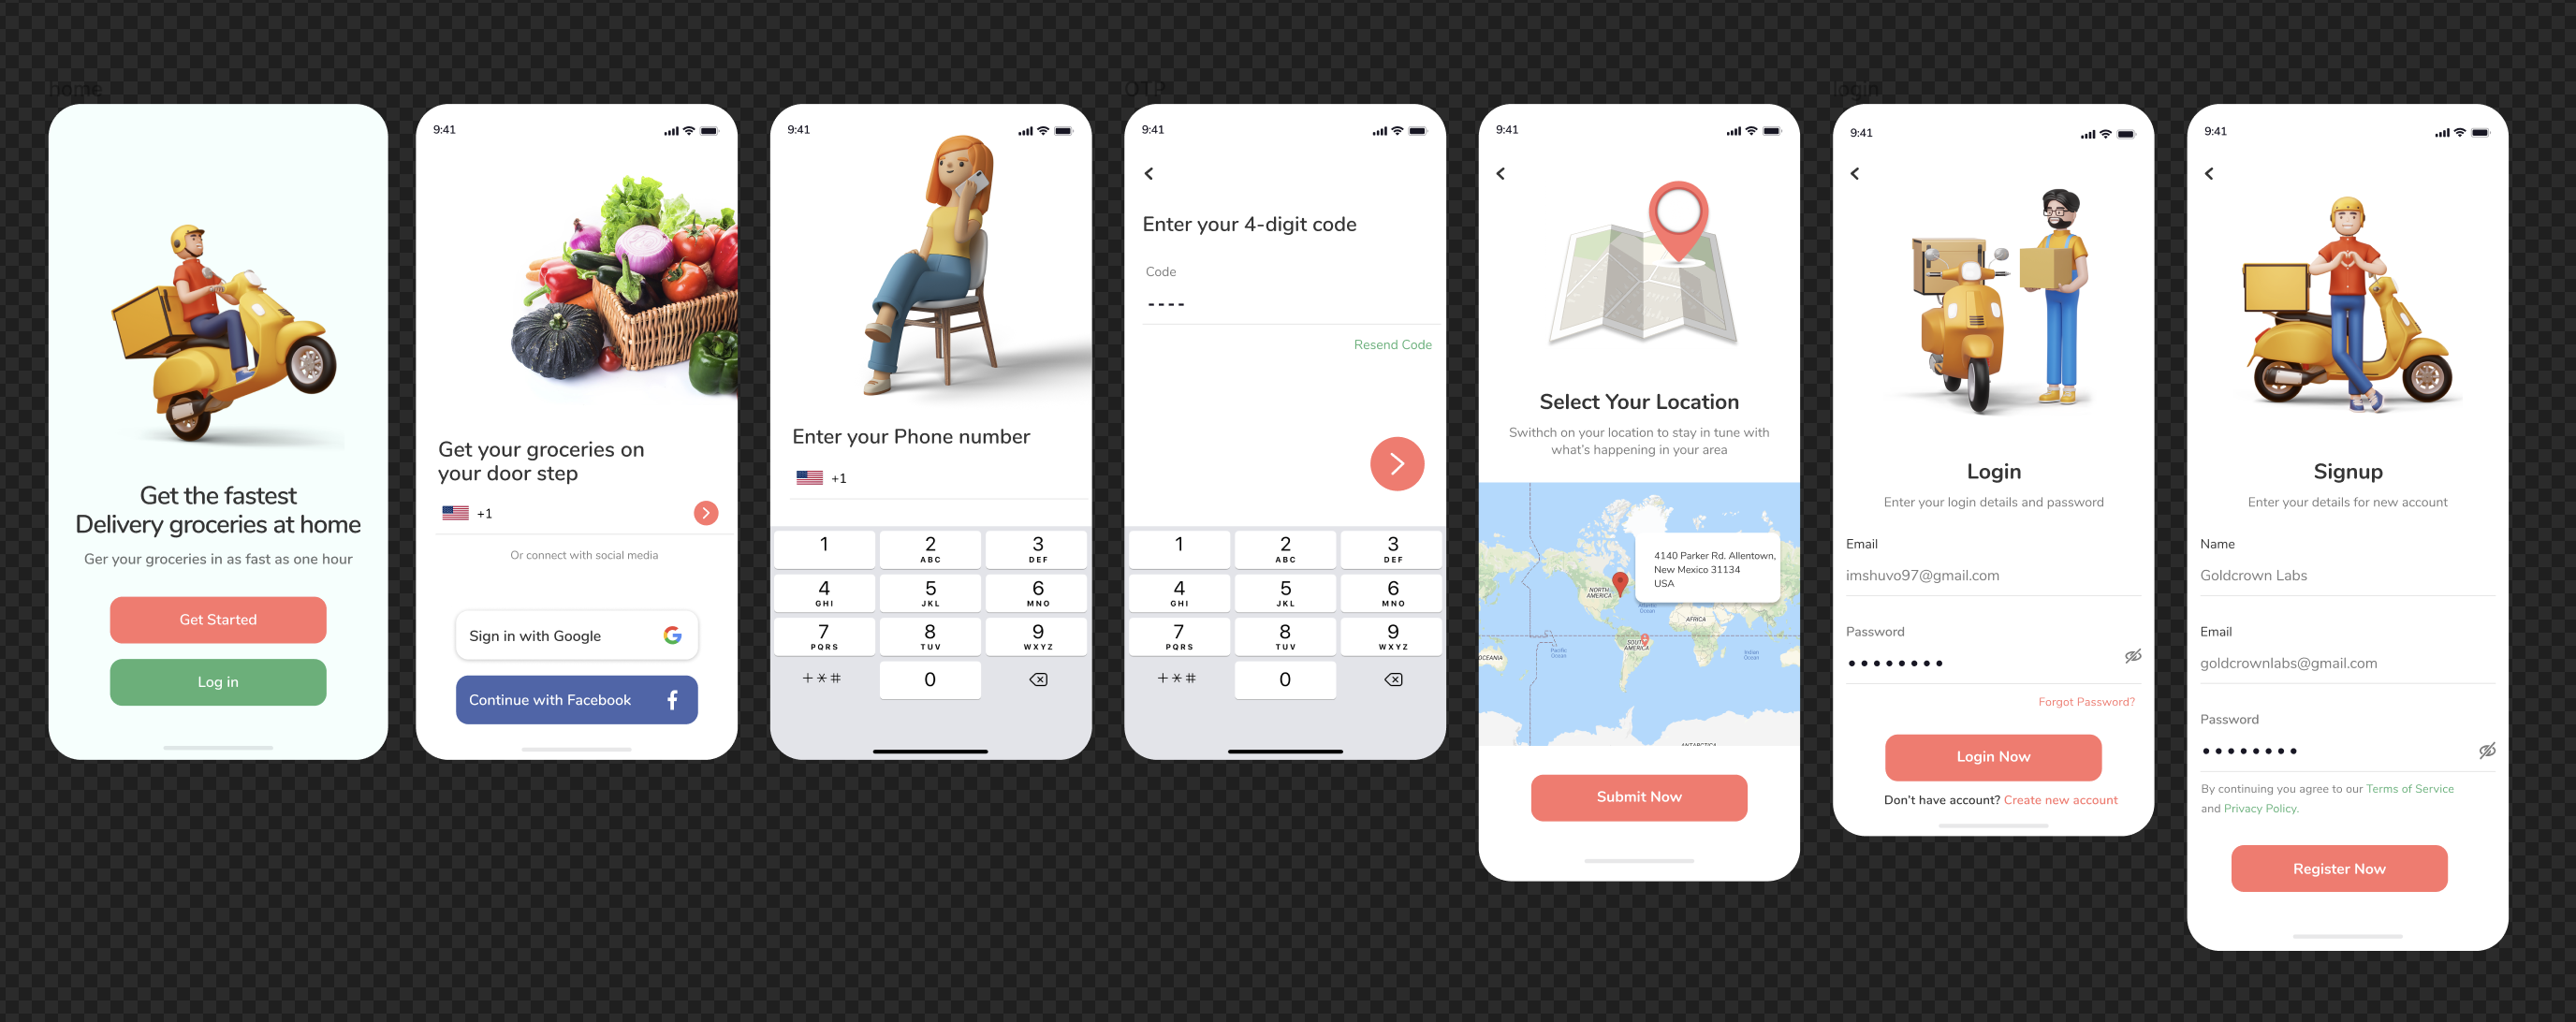 home
9:41
9:41
OTP
9:41
9:41
login
9:41
9:41
Get the fastest
Delivery groceries at home
Ger your groceries in as fast as one hour
Get Started
Log in
Get your groceries on
your door step
+1
Or connect with social media
Sign in with Google
Continue with Facebook
Enter your Phone number
+1
1
2
ABC
3
DEF
4
GHI
5
JKL
6
MNO
7
PQRS
8
TUV
9
WXYZ
+*#
0
Enter your 4-digit code
Code
----
Resend Code
1
2
ABC
3
DEF
4
GHI
5
JKL
6
MNO
7
PQRS
8
TUV
9
WXYZ
+*#
0
Select Your Location
Swithch on your location to stay in tune with
what's happening in your area
4140 Parker Rd. Allentown,
New Mexico 31134
USA
NORTH
AMERICA
Atlantic
Ocean
AFRICA
SOUTH
AMERICA
Pacific
Ocean
Indian
Ocean
OCEANIA
ANTARCTICA
Submit Now
Login
Enter your login details and password
Email
imshuvo97@gmail.com
Password
Forgot Password?
Login Now
Don't have account? Create new account
Signup
Enter your details for new account
Name
Goldcrown Labs
Email
goldcrownlabs@gmail.com
Password
By continuing you agree to our Terms of Service
and Privacy Policy.
Register Now